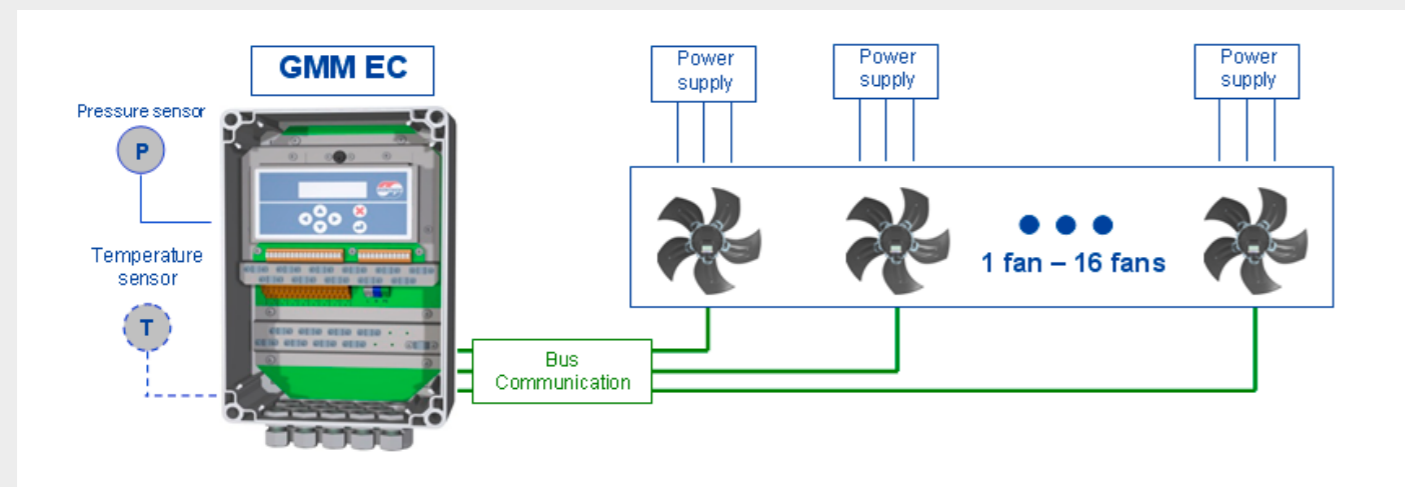 GMM EC
Power
supply
Power
supply
Power
supply
Pressure sensor
P
Temperature
sensor
T
1 fan – 16 fans
Bus
Communication